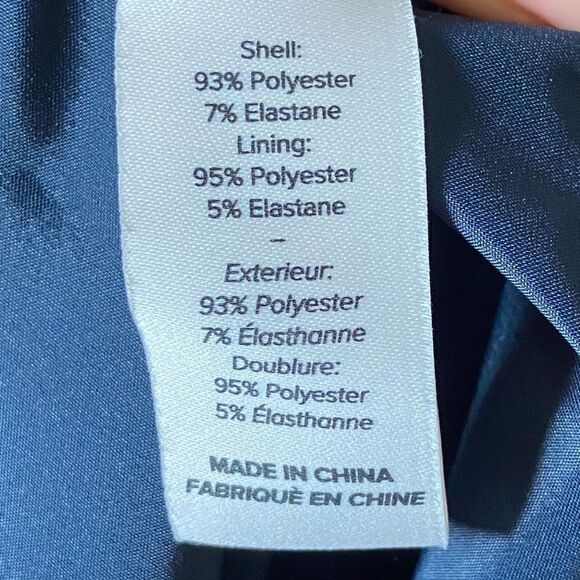 Shell:
93% Polyester
7% Elastane
Lining:
95% Polyester
5% Elastane
–
Exterieur:
93% Polyester
7% Élasthanne
Doublure:
95% Polyester
5% Élasthanne
MADE IN CHINA
FABRIQUÈ EN CHINE